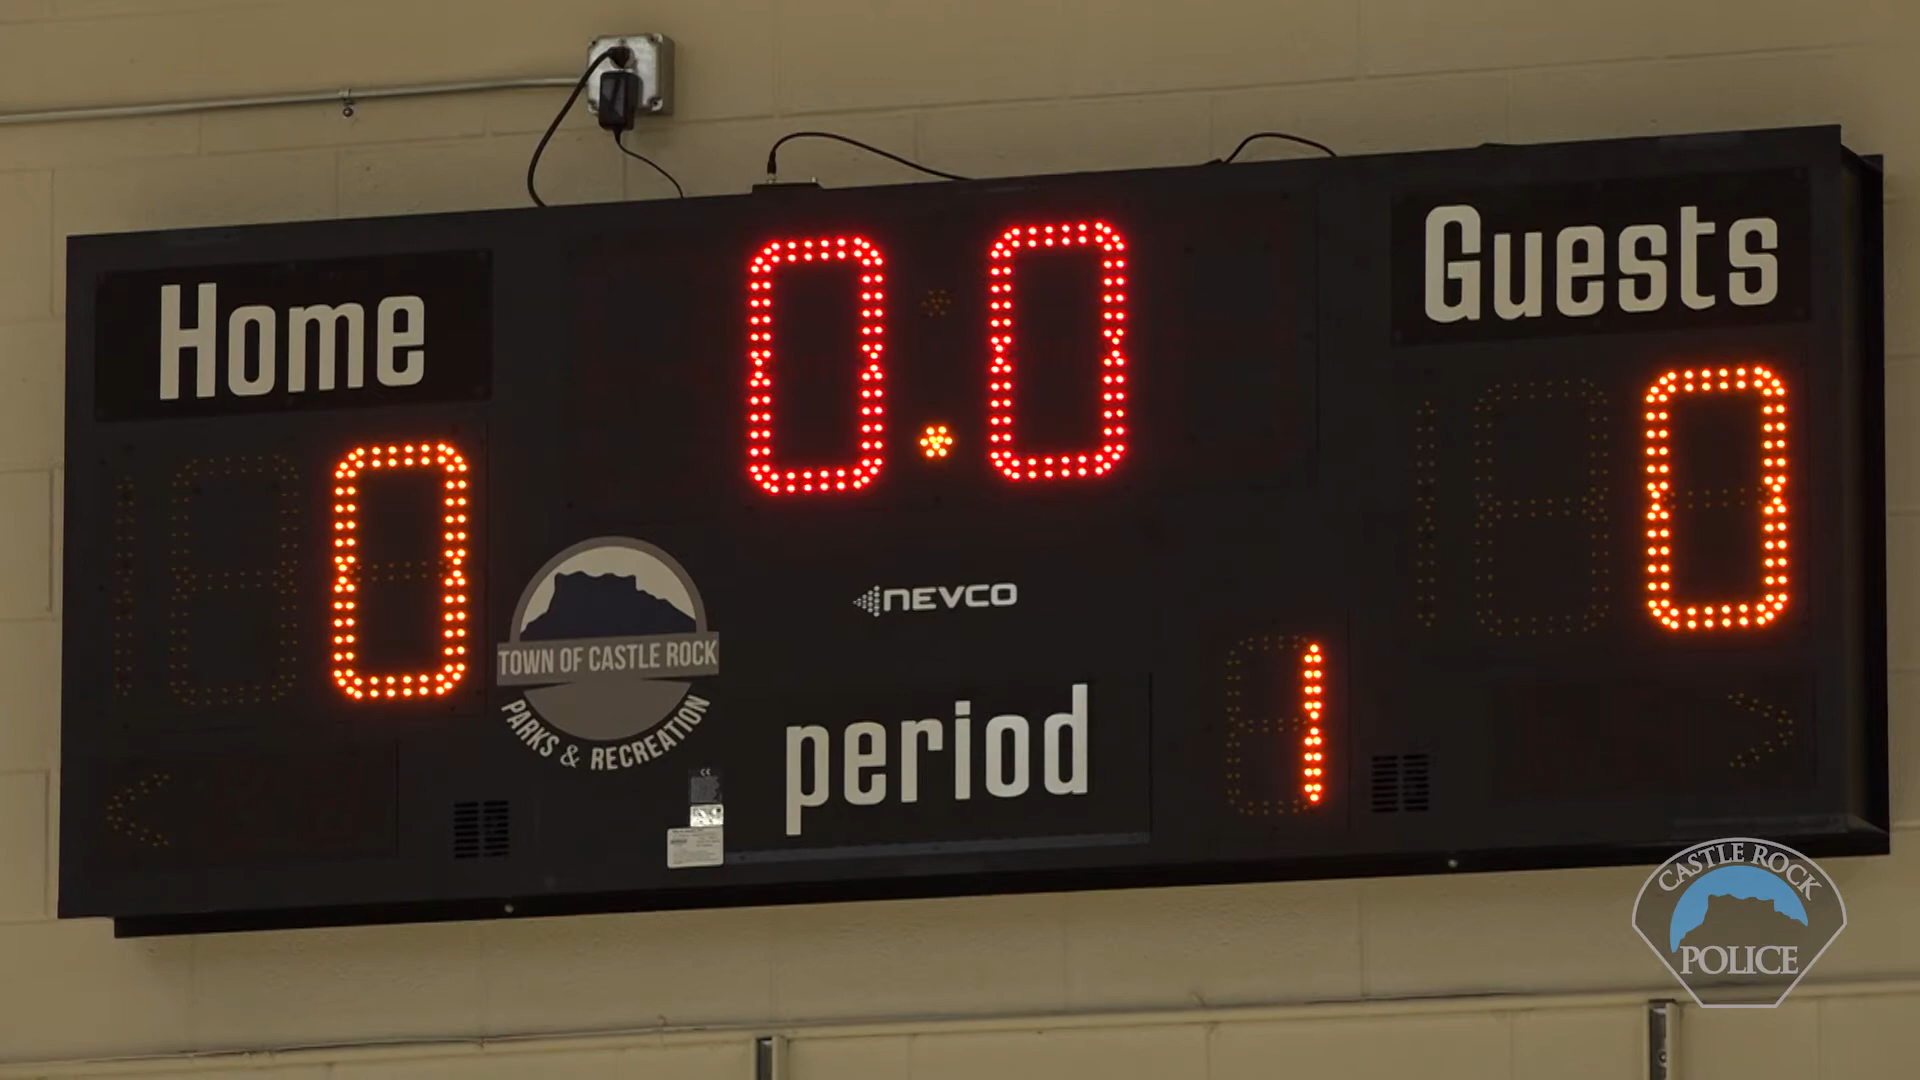 Home
0.0
Guests
0
0
NEVCO
TOWN OF CASTLE ROCK
PARKS & RECREATION
period
1
CASTLE ROCK
POLICE